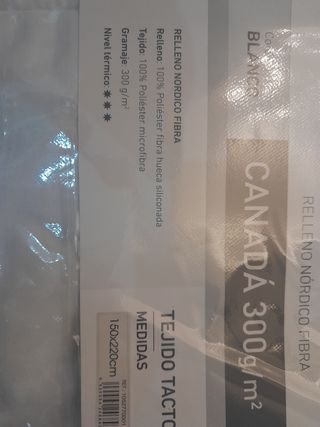 RELLENO NÓRDICO FIBRA
CANADÁ 300g/m²
BLANCO
RELLENO NÓRDICO FIBRA
Relleno: 100% Poliéster fibra hueca siliconada
Tejido: 100% Poliéster microfibra
Gramaje: 300 g/m²
Nivel térmico ✱ ✱ ✱
TEJIDO TACTO
MEDIDAS
150x220cm